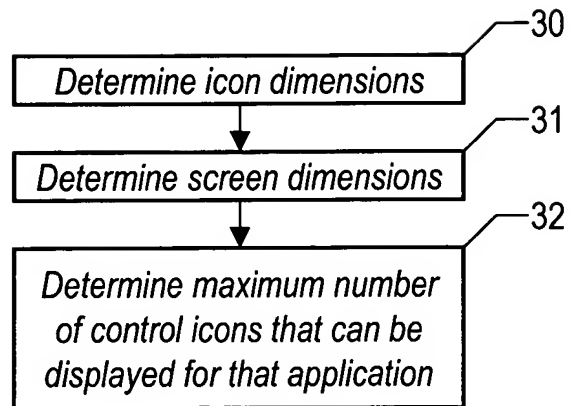 30
Determine icon dimensions
31
Determine screen dimensions
32
Determine maximum number
of control icons that can be
displayed for that application